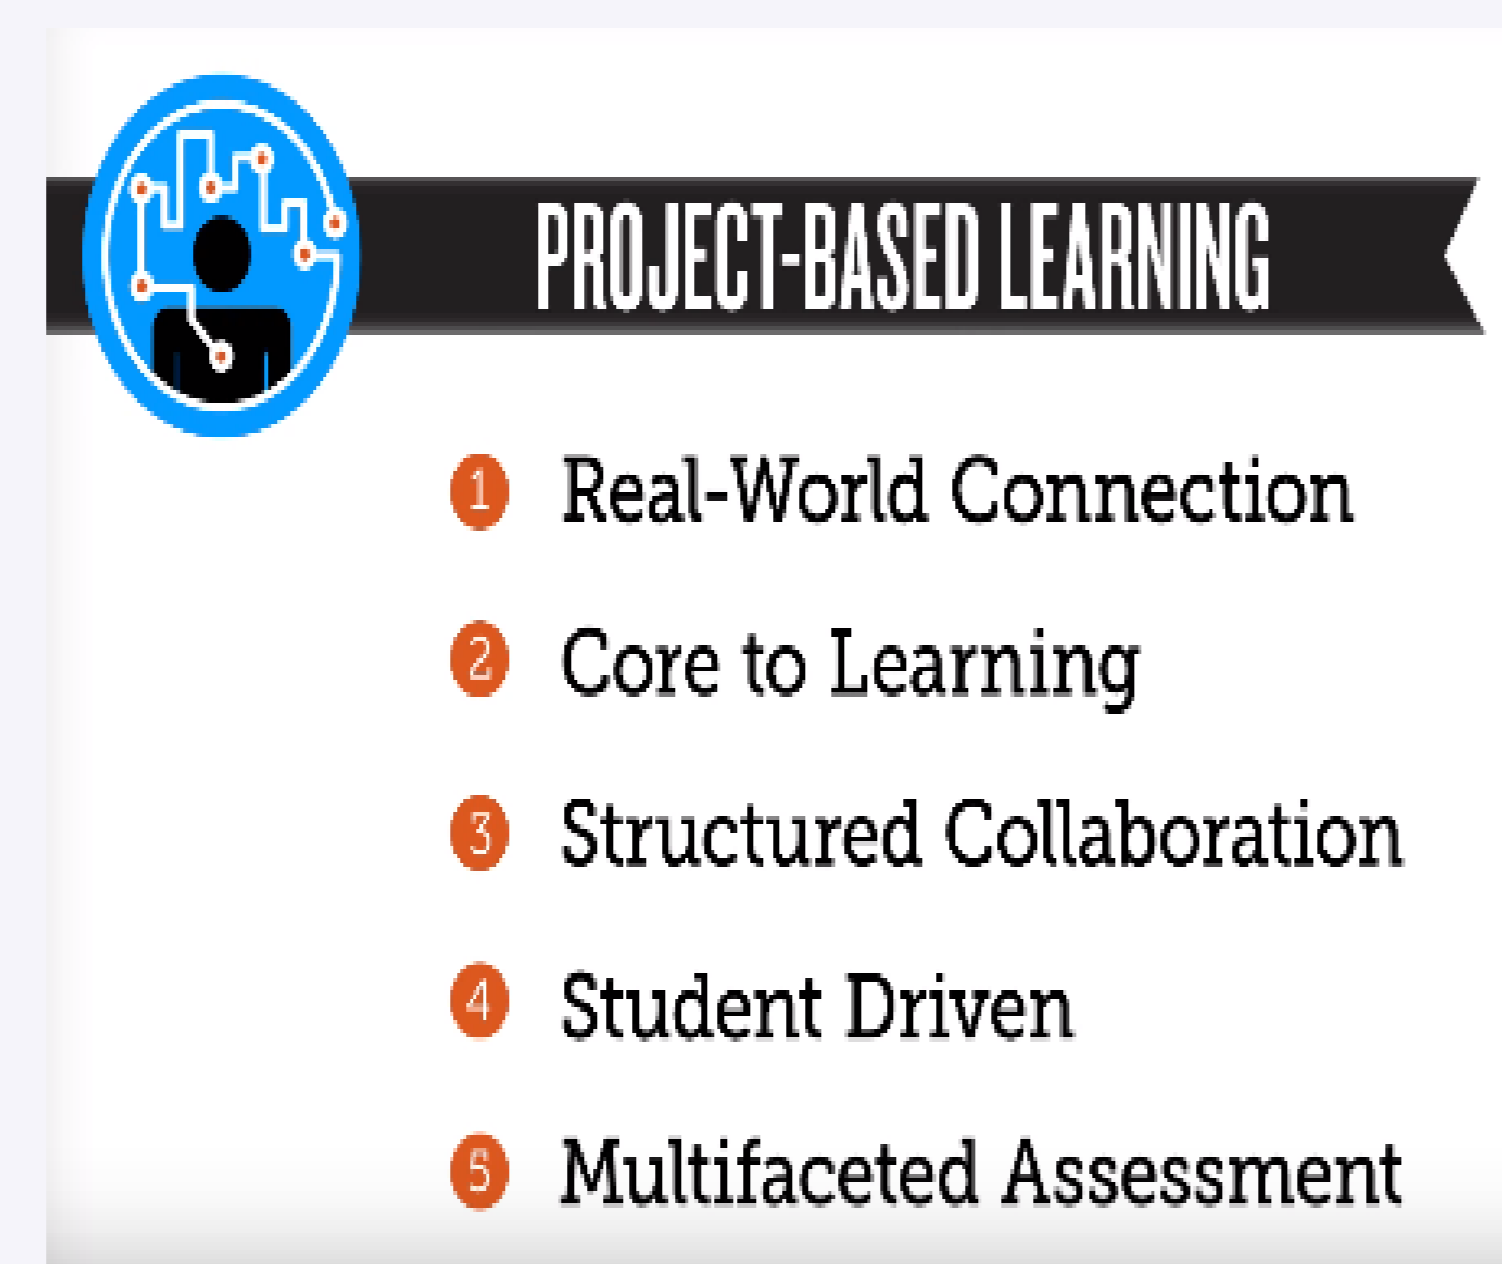 PROJECT-BASED LEARNING
1 Real-World Connection
2 Core to Learning
3 Structured Collaboration
4 Student Driven
5 Multifaceted Assessment